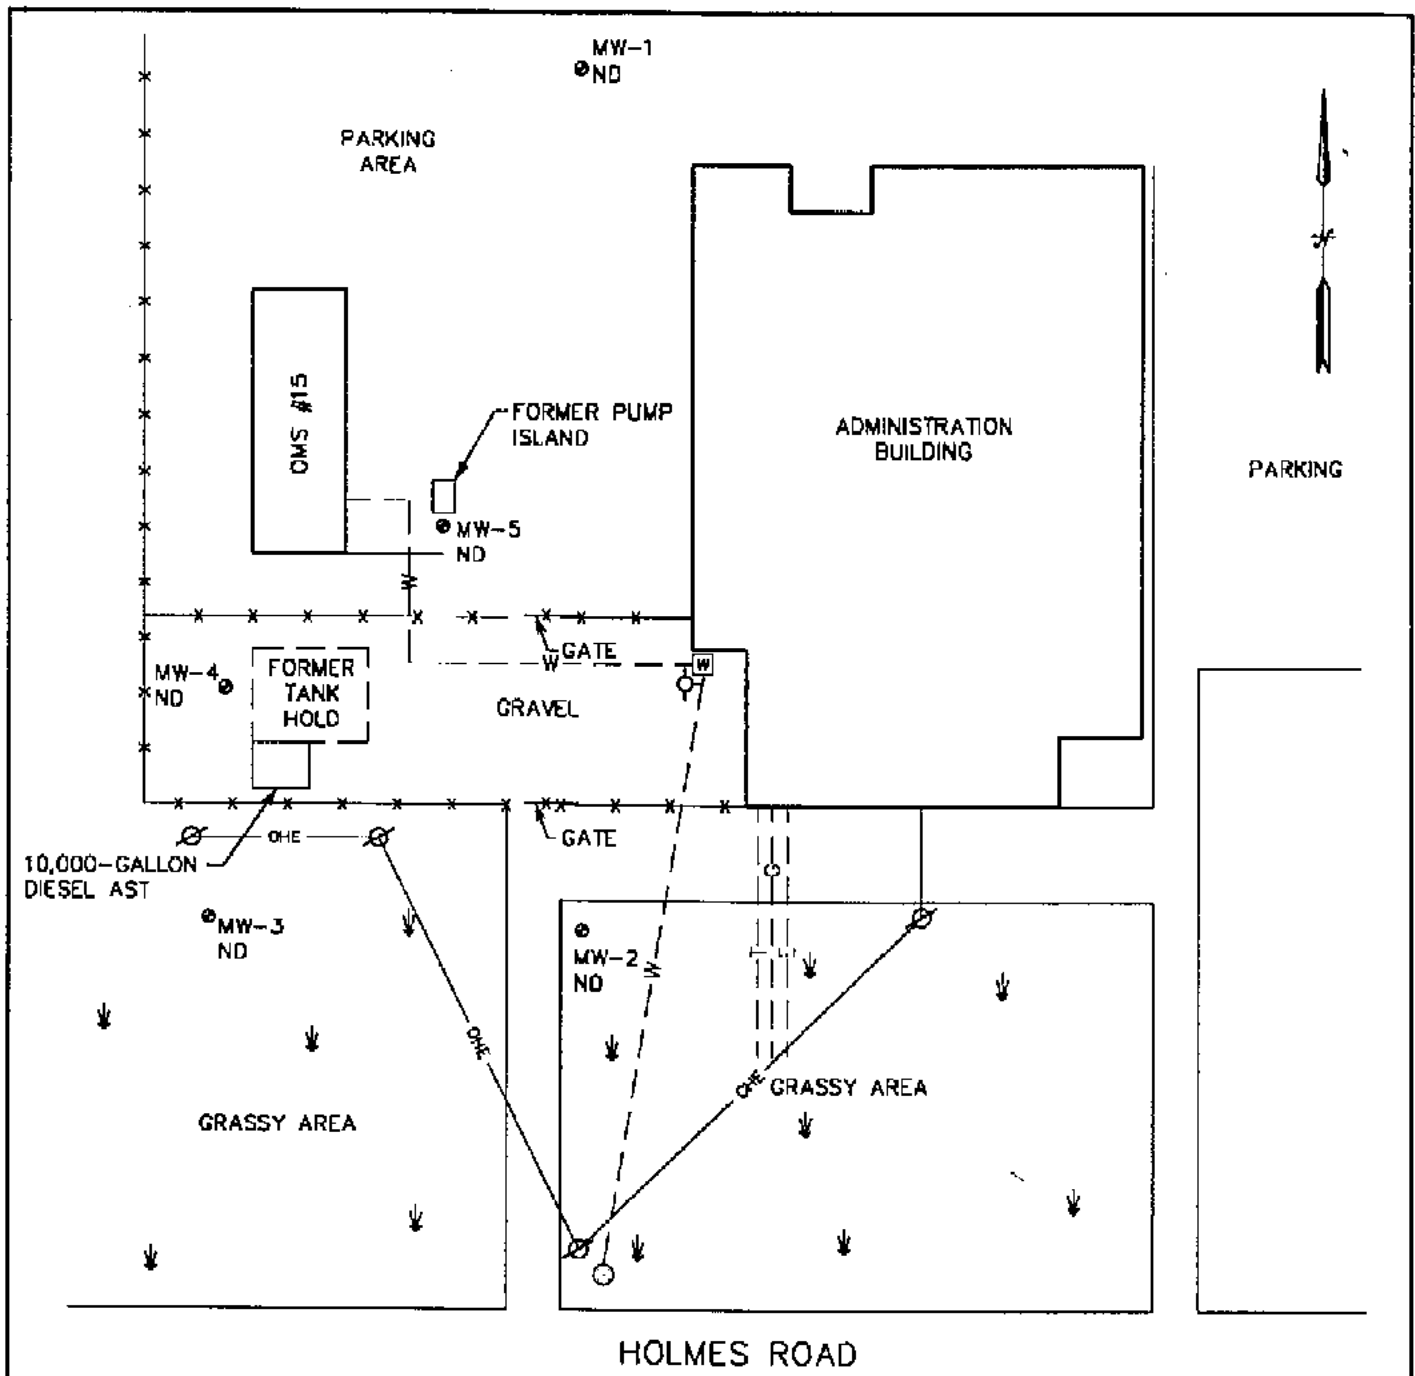 MW-1
ND
PARKING
AREA
N
OMS #15
FORMER PUMP
ISLAND
ADMINISTRATION
BUILDING
PARKING
MW-5
ND
W
GATE
W
W
MW-4
ND
FORMER
TANK
HOLD
GRAVEL
GATE
OHE
10,000-GALLON
DIESEL AST
G
MW-3
ND
MW-2
ND
W
T
T
OHE
OHE
GRASSY AREA
GRASSY AREA
HOLMES ROAD